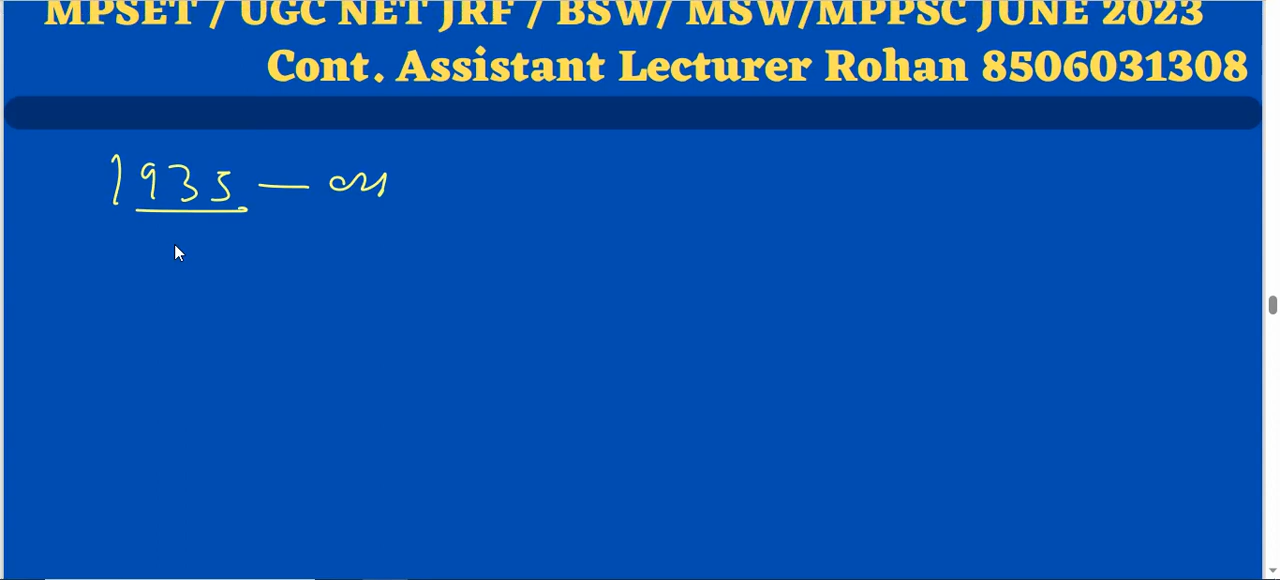 MPSET / UGC NET JRF / BSW/ MSW/MPPSC JUNE 2023
Cont. Assistant Lecturer Rohan 8506031308
1935 —